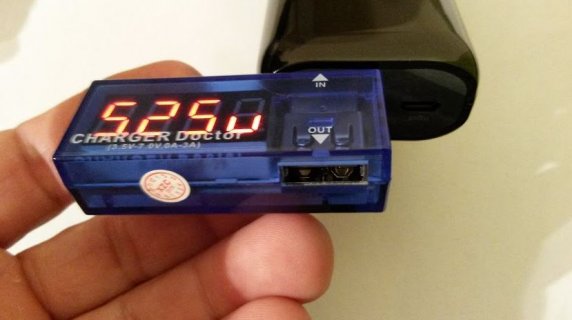 IN
5.25v
OUT
CHARGER Doctor
(3.5V-7.0V,0A-3A)